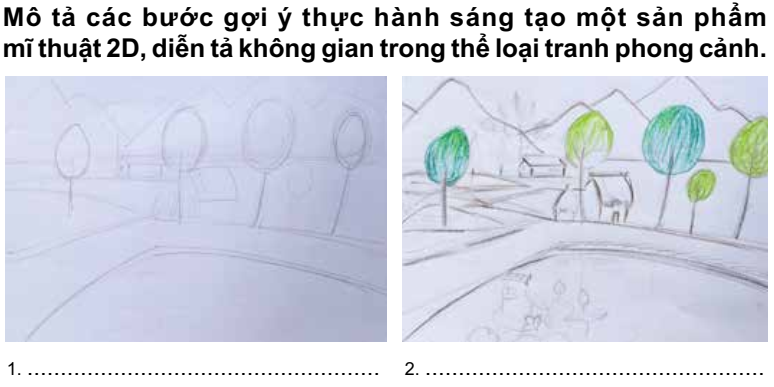 Mô tả các bước gợi ý thực hành sáng tạo một sản phẩm
mĩ thuật 2D, diễn tả không gian trong thể loại tranh phong cảnh.
1. ....................................................
2. ..................................................